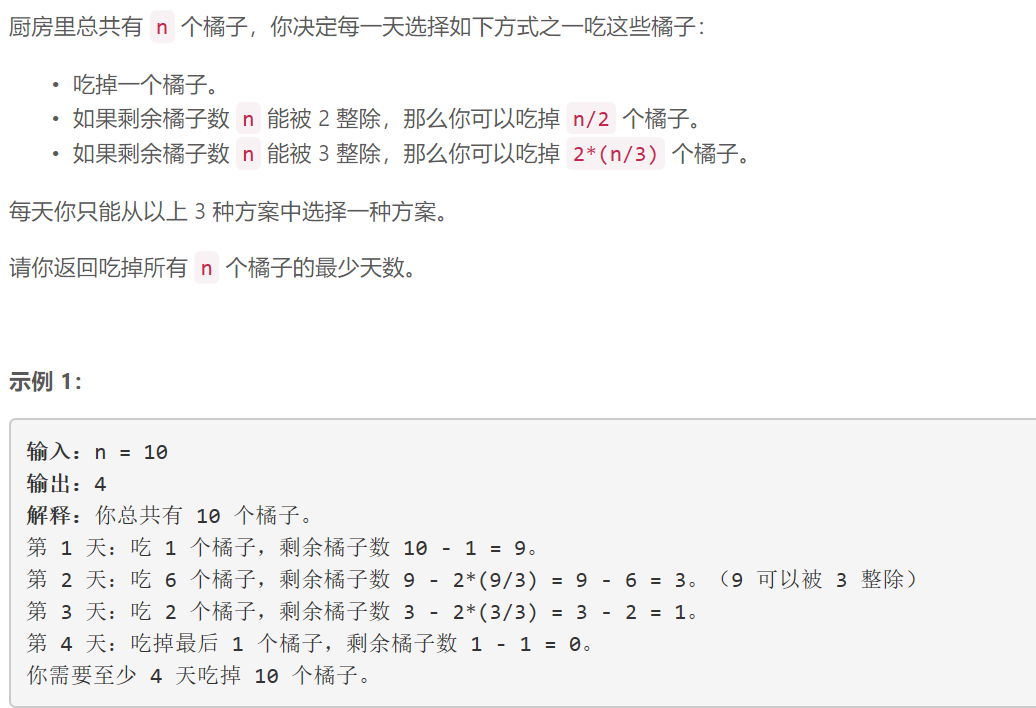 厨房里总共有 n 个橘子，你决定每一天选择如下方式之一吃这些橘子：
• 吃掉一个橘子。
• 如果剩余橘子数 n 能被 2 整除，那么你可以吃掉 n/2 个橘子。
• 如果剩余橘子数 n 能被 3 整除，那么你可以吃掉 2*(n/3) 个橘子。
每天你只能从以上 3 种方案中选择一种方案。
请你返回吃掉所有 n 个橘子的最少天数。
示例 1：
输入：n = 10
输出：4
解释：你总共有 10 个橘子。
第 1 天：吃 1 个橘子，剩余橘子数 10 - 1 = 9。
第 2 天：吃 6 个橘子，剩余橘子数 9 - 2*(9/3) = 9 - 6 = 3。（9 可以被 3 整除）
第 3 天：吃 2 个橘子，剩余橘子数 3 - 2*(3/3) = 3 - 2 = 1。
第 4 天：吃掉最后 1 个橘子，剩余橘子数 1 - 1 = 0。
你需要至少 4 天吃掉 10 个橘子。